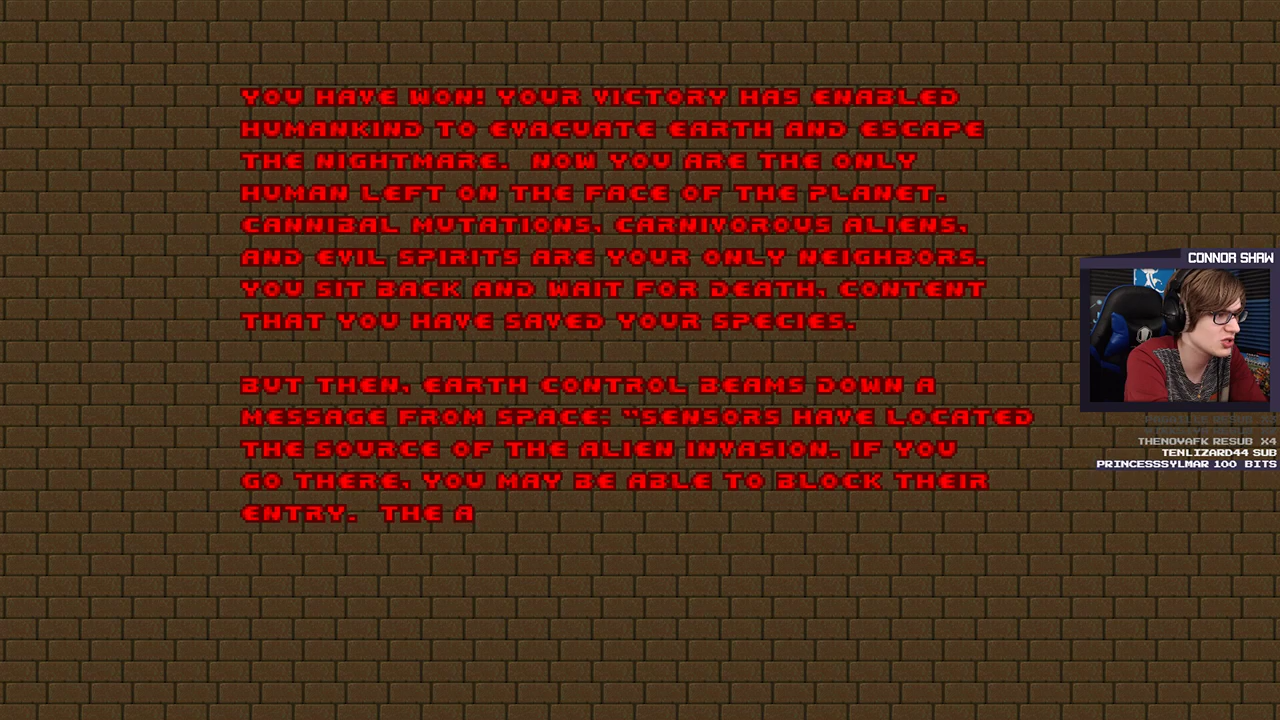 YOU HAVE WON! YOUR VICTORY HAS ENABLED
HUMANKIND TO EVACUATE EARTH AND ESCAPE
THE NIGHTMARE.  NOW YOU ARE THE ONLY
HUMAN LEFT ON THE FACE OF THE PLANET.
CANNIBAL MUTATIONS, CARNIVOROUS ALIENS,
AND EVIL SPIRITS ARE YOUR ONLY NEIGHBORS.
YOU SIT BACK AND WAIT FOR DEATH, CONTENT
THAT YOU HAVE SAVED YOUR SPECIES.
BUT THEN, EARTH CONTROL BEAMS DOWN A
MESSAGE FROM SPACE: "SENSORS HAVE LOCATED
THE SOURCE OF THE ALIEN INVASION. IF YOU
GO THERE, YOU MAY BE ABLE TO BLOCK THEIR
ENTRY.  THE A
CONNOR SHAW
THENOVAFK RESUB X4
TENLIZARD44 SUB
PRINCESSSYLMAR 100 BITS